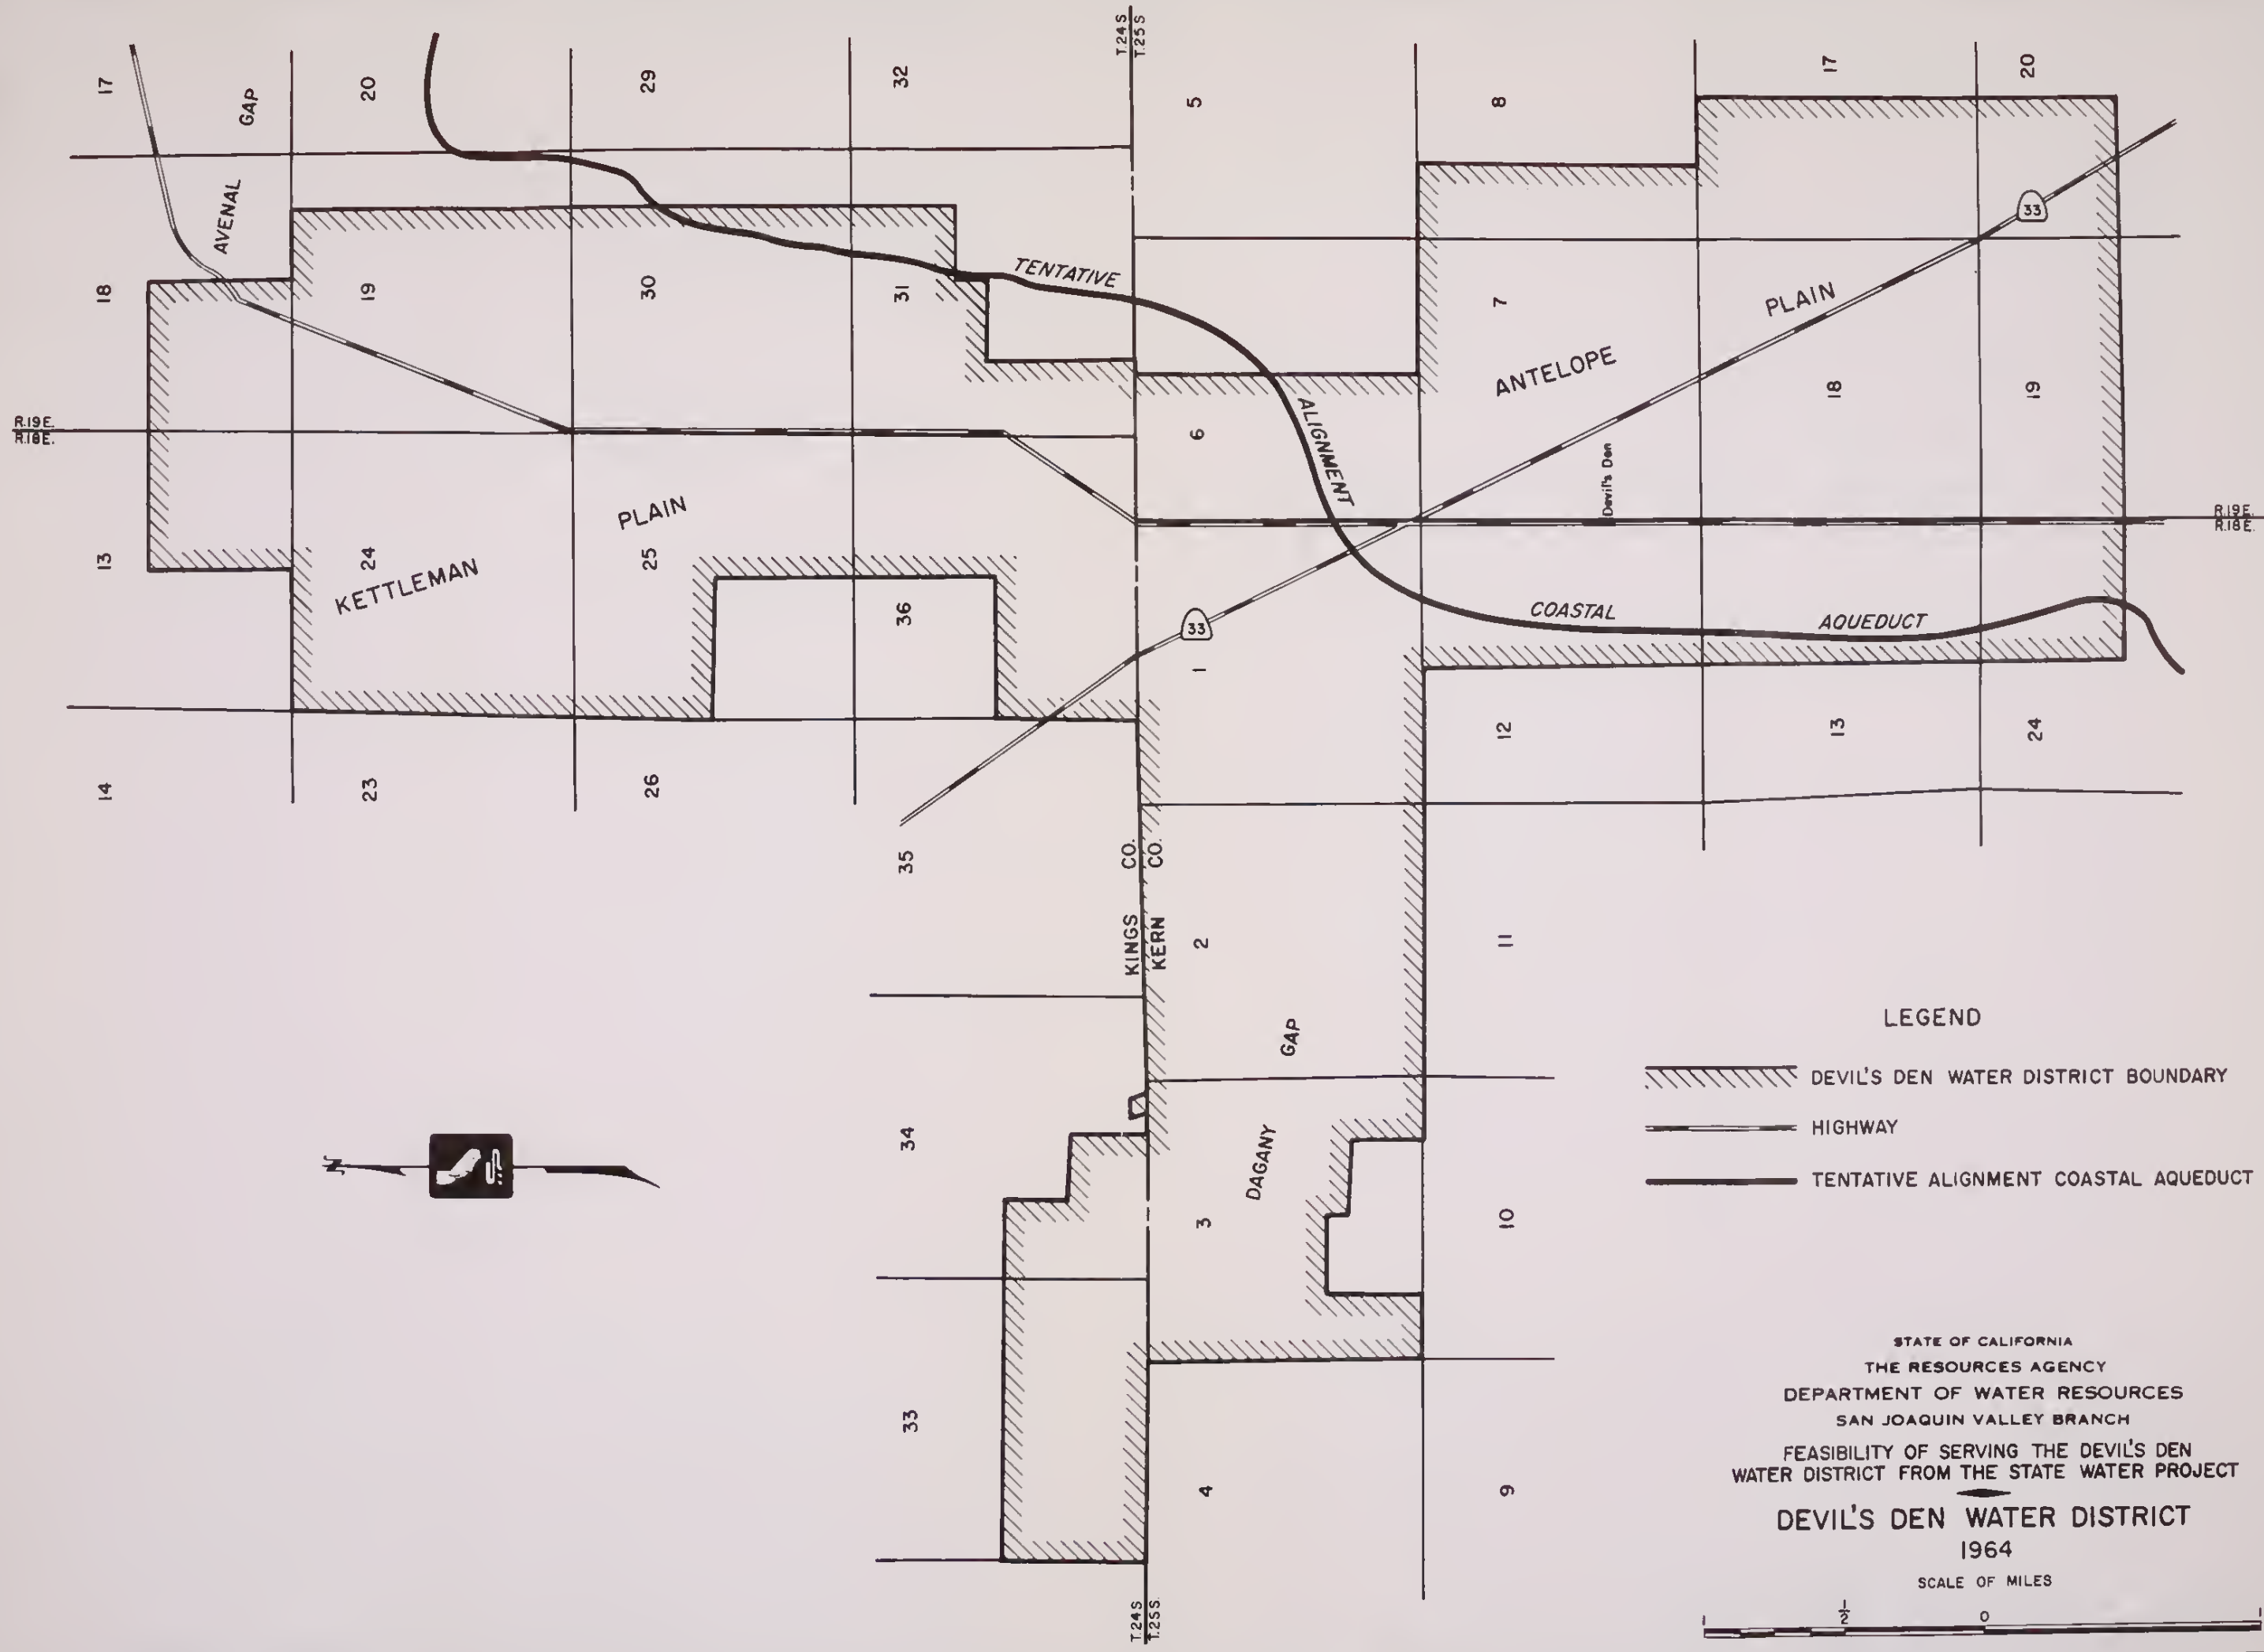 T.24S
T.25S
17
20
29
32
5
8
17
20
GAP
AVENAL
33
18
19
30
31
TENTATIVE
7
PLAIN
ANTELOPE
18
19
R.19E.
R.18E.
6
ALIGNMENT
Devil's Den
R.19E.
R.18E.
PLAIN
KETTLEMAN
13
24
25
36
33
COASTAL
AQUEDUCT
1
12
13
24
14
23
26
35
CO.
CO.
KINGS
KERN
2
11
GAP
LEGEND
DEVIL'S DEN WATER DISTRICT BOUNDARY
HIGHWAY
TENTATIVE ALIGNMENT COASTAL AQUEDUCT
N
34
DAGANY
3
10
33
4
9
STATE OF CALIFORNIA
THE RESOURCES AGENCY
DEPARTMENT OF WATER RESOURCES
SAN JOAQUIN VALLEY BRANCH
FEASIBILITY OF SERVING THE DEVIL'S DEN
WATER DISTRICT FROM THE STATE WATER PROJECT
DEVIL'S DEN WATER DISTRICT
1964
SCALE OF MILES
1 1/2 0 1
T.24S
T.25S.